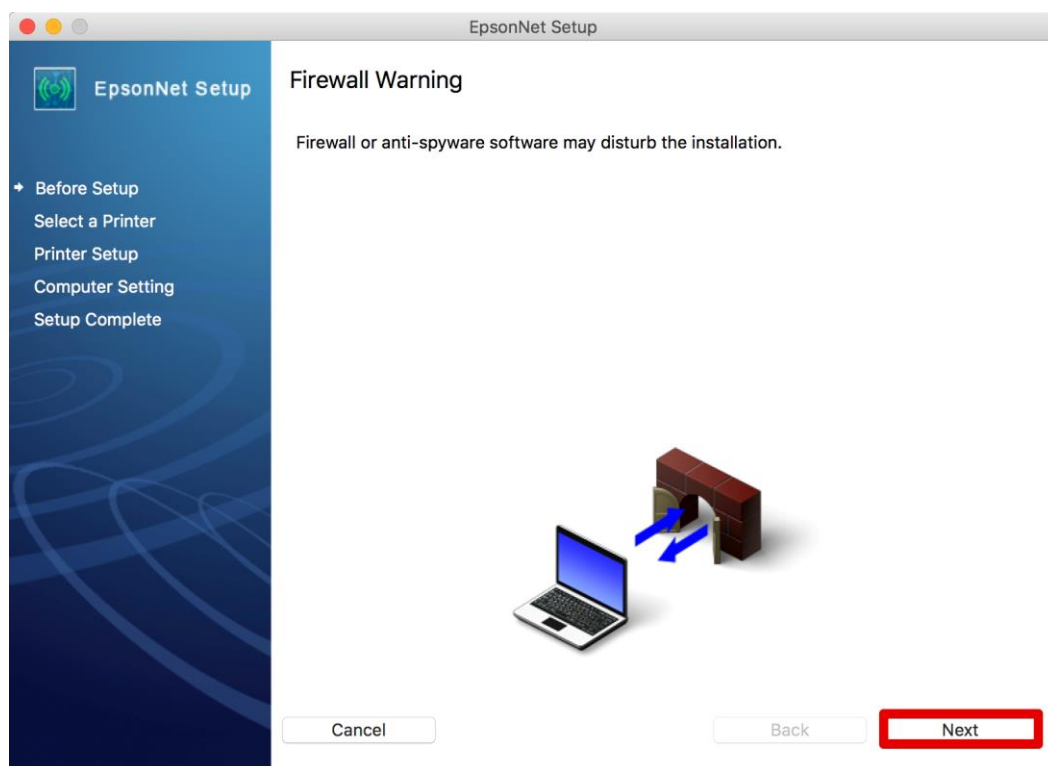 EpsonNet Setup
EpsonNet Setup
Firewall Warning
Firewall or anti-spyware software may disturb the installation.
Before Setup
Select a Printer
Printer Setup
Computer Setting
Setup Complete
Cancel
Back
Next